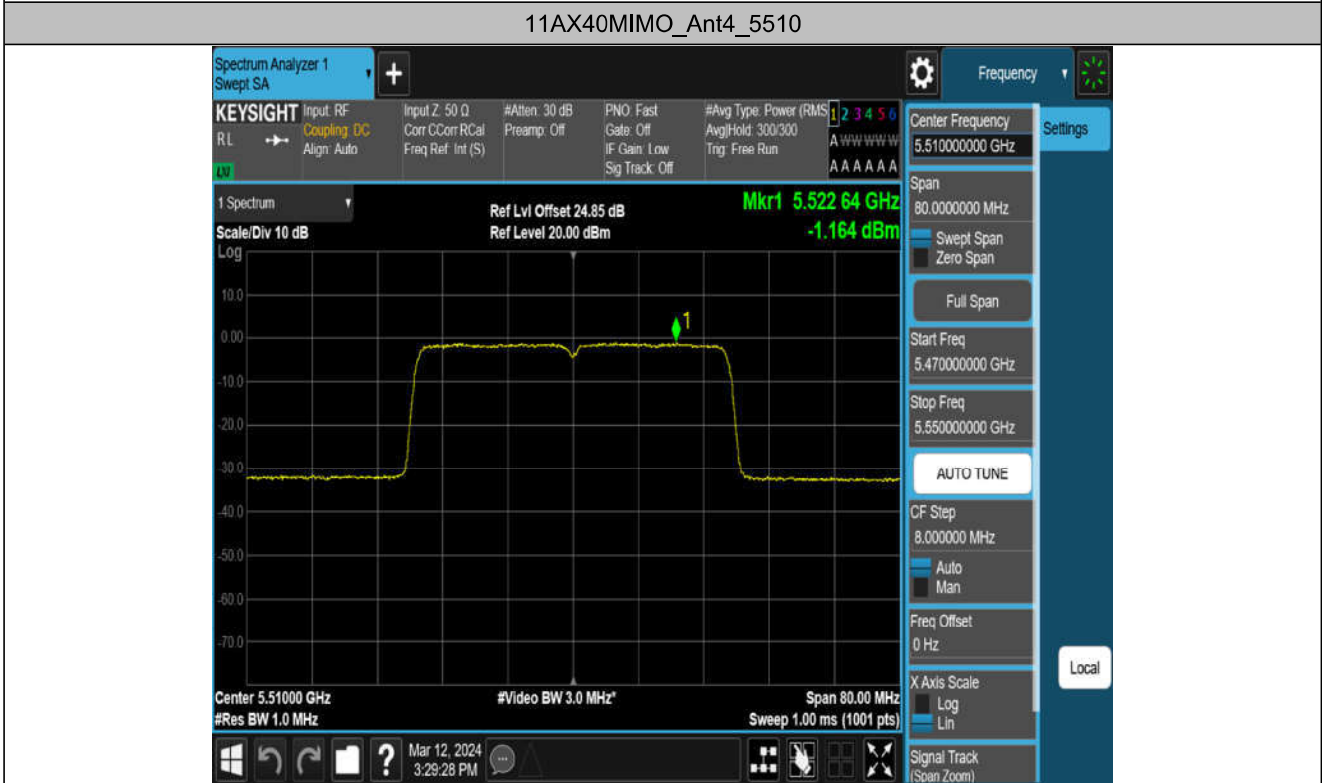 11AX40MIMO_Ant4_5510
Spectrum Analyzer 1
Swept SA
+
Frequency
KEYSIGHT
RL
LXI
Input: RF
Coupling: DC
Align: Auto
Input Z: 50 Ω
Corr CCorr RCal
Freq Ref: Int (S)
#Atten: 30 dB
Preamp: Off
PNO: Fast
Gate: Off
IF Gain: Low
Sig Track: Off
#Avg Type: Power (RMS
Avg|Hold: 300/300
Trig: Free Run
1 2 3 4 5 6
A W W W W W
A A A A A A
1 Spectrum
Scale/Div 10 dB
Ref Lvl Offset 24.85 dB
Ref Level 20.00 dBm
Mkr1 5.522 64 GHz
-1.164 dBm
Log
10.0
0.00
-10.0
-20.0
-30.0
-40.0
-50.0
-60.0
-70.0
1
Center 5.51000 GHz
#Res BW 1.0 MHz
#Video BW 3.0 MHz*
Span 80.00 MHz
Sweep 1.00 ms (1001 pts)
Center Frequency
5.510000000 GHz
Settings
Span
80.0000000 MHz
Swept Span
Zero Span
Full Span
Start Freq
5.470000000 GHz
Stop Freq
5.550000000 GHz
AUTO TUNE
CF Step
8.000000 MHz
Auto
Man
Freq Offset
0 Hz
X Axis Scale
Log
Lin
Local
Signal Track
(Span Zoom)
?
Mar 12, 2024
3:29:28 PM